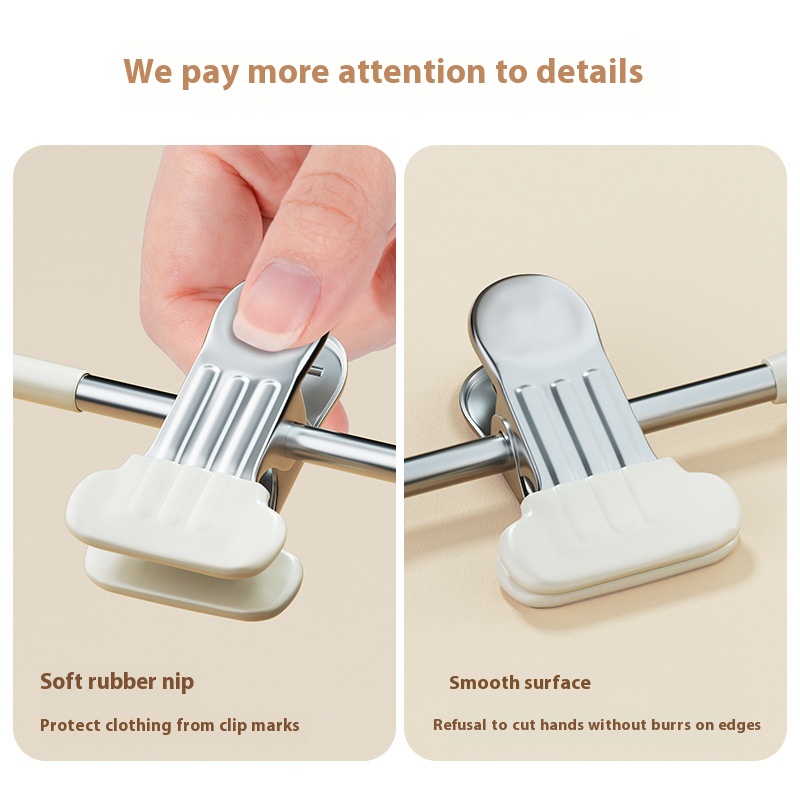 We pay more attention to details
Soft rubber nip
Protect clothing from clip marks
Smooth surface
Refusal to cut hands without burrs on edges